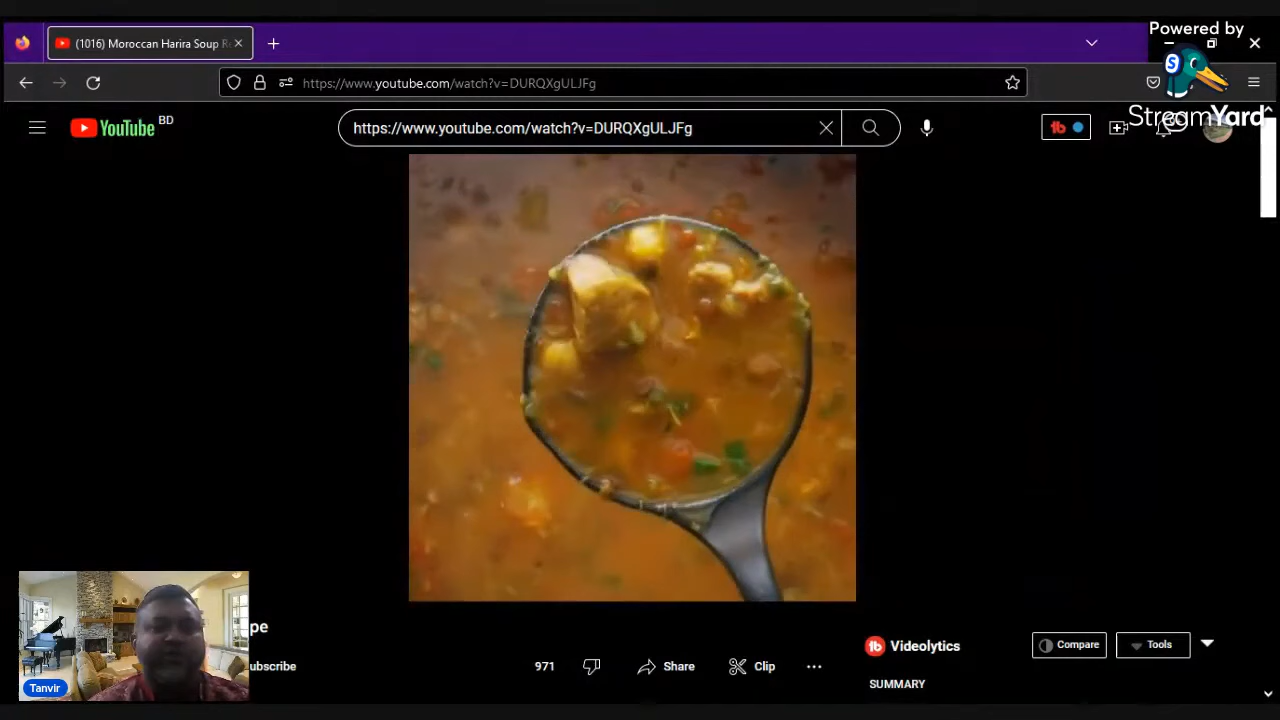 Powered by
(1016) Moroccan Harira Soup R
StreamYard
https://www.youtube.com/watch?v=DURQXgULJFg
YouTube BD
https://www.youtube.com/watch?v=DURQXgULJFg
pe
ubscribe
971
Share
Clip
Videolytics
Compare
Tools
SUMMARY
Tanvir